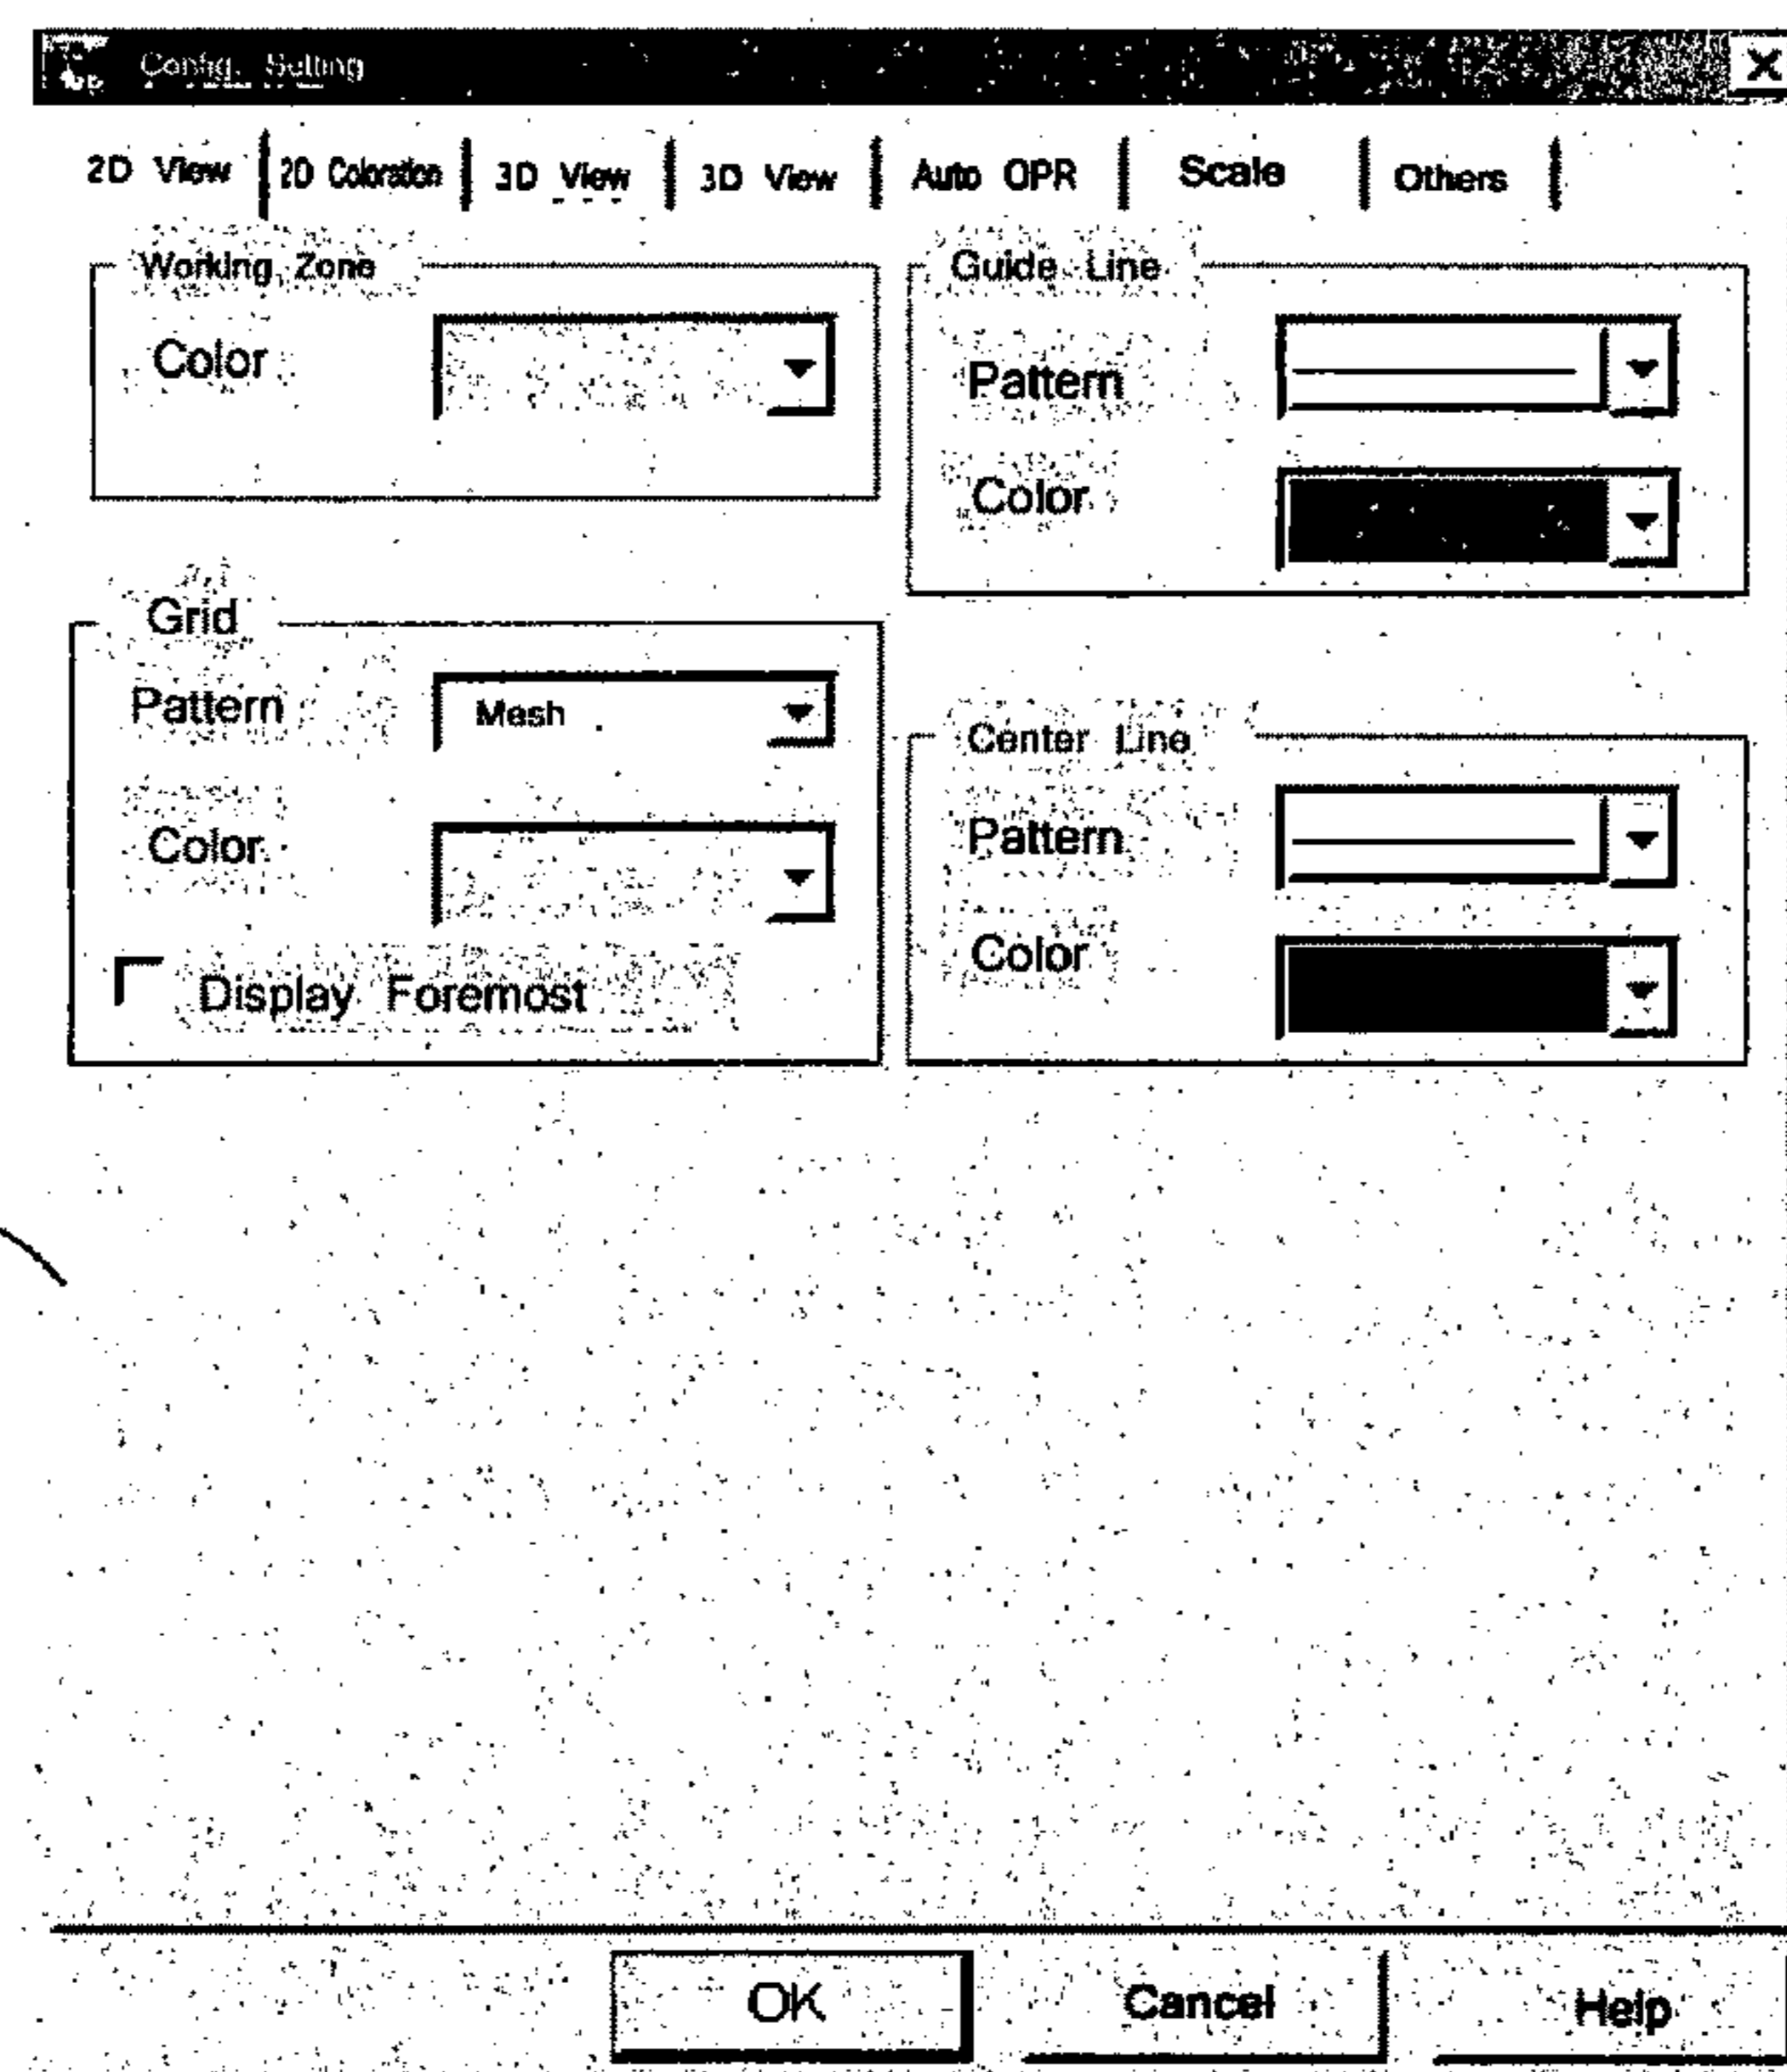 Config. Setting
2D View 2D Coloration 3D View 3D View Auto OPR Scale Others
Working Zone
Color
Guide Line
Pattern
Color
Grid
Pattern Mesh
Color
Display Foremost
Center Line
Pattern
Color
OK Cancel Help